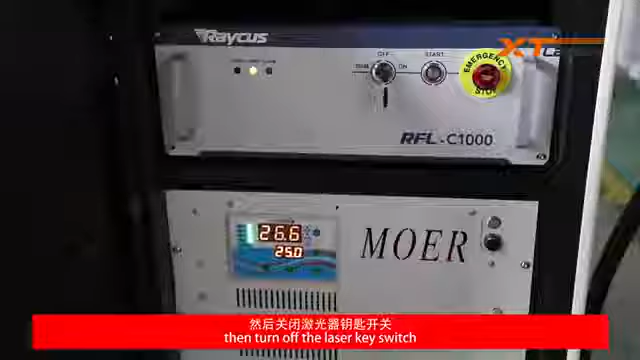 Raycus
XTLa
OFF
START
ON
EMERGENCY
STOP
RFL-C1000
26.6
25.0
MOER
然后关闭激光器钥匙开关
then turn off the laser key switch